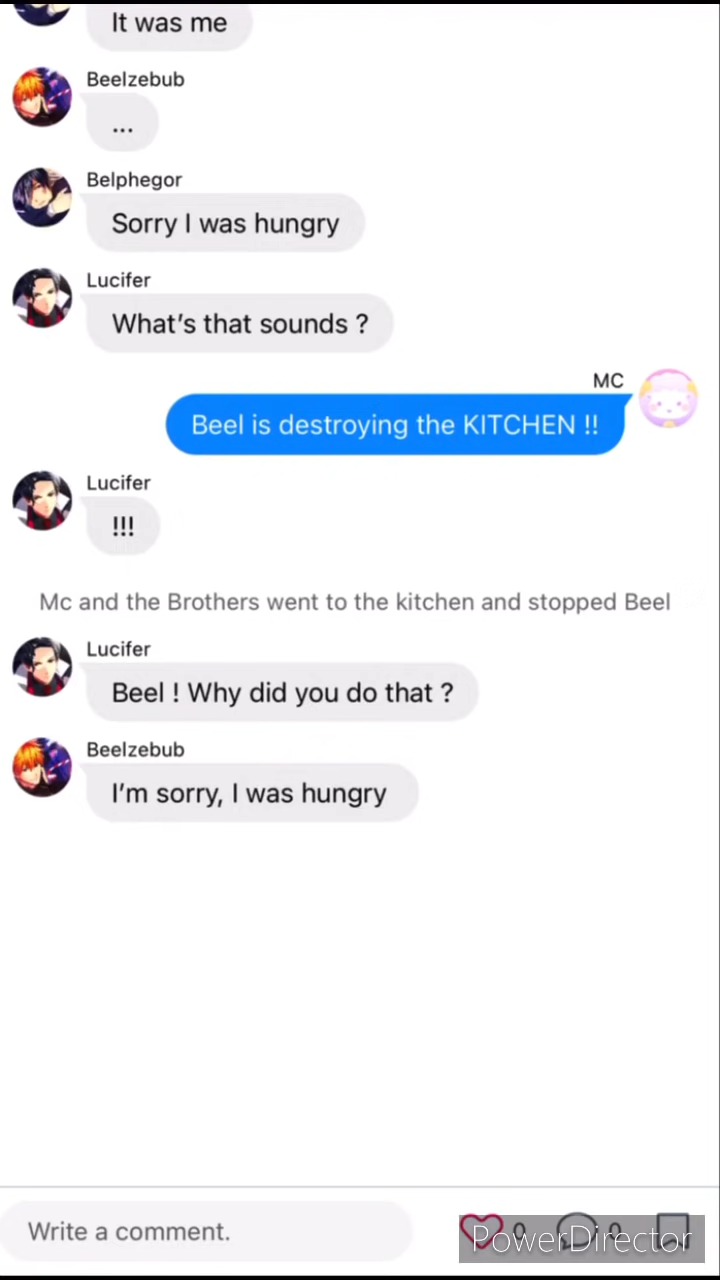 It was me
Beelzebub
...
Belphegor
Sorry I was hungry
Lucifer
What's that sounds ?
MC
Beel is destroying the KITCHEN !!
Lucifer
!!!
Mc and the Brothers went to the kitchen and stopped Beel
Lucifer
Beel ! Why did you do that ?
Beelzebub
I'm sorry, I was hungry
Write a comment.
0 0
PowerDirector